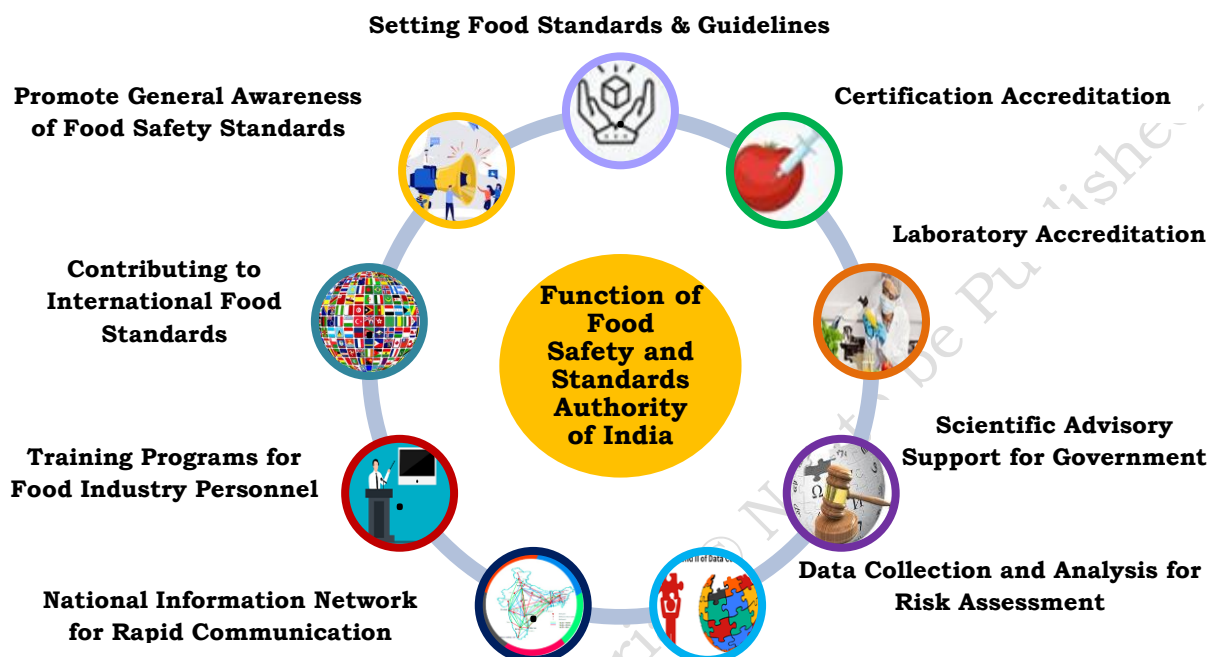 Setting Food Standards & Guidelines
Certification Accreditation
Laboratory Accreditation
Scientific Advisory
Support for Government
Data Collection and Analysis for
Risk Assessment
National Information Network
for Rapid Communication
Training Programs for
Food Industry Personnel
Contributing to
International Food
Standards
Promote General Awareness
of Food Safety Standards
Function of
Food
Safety and
Standards
Authority
of India